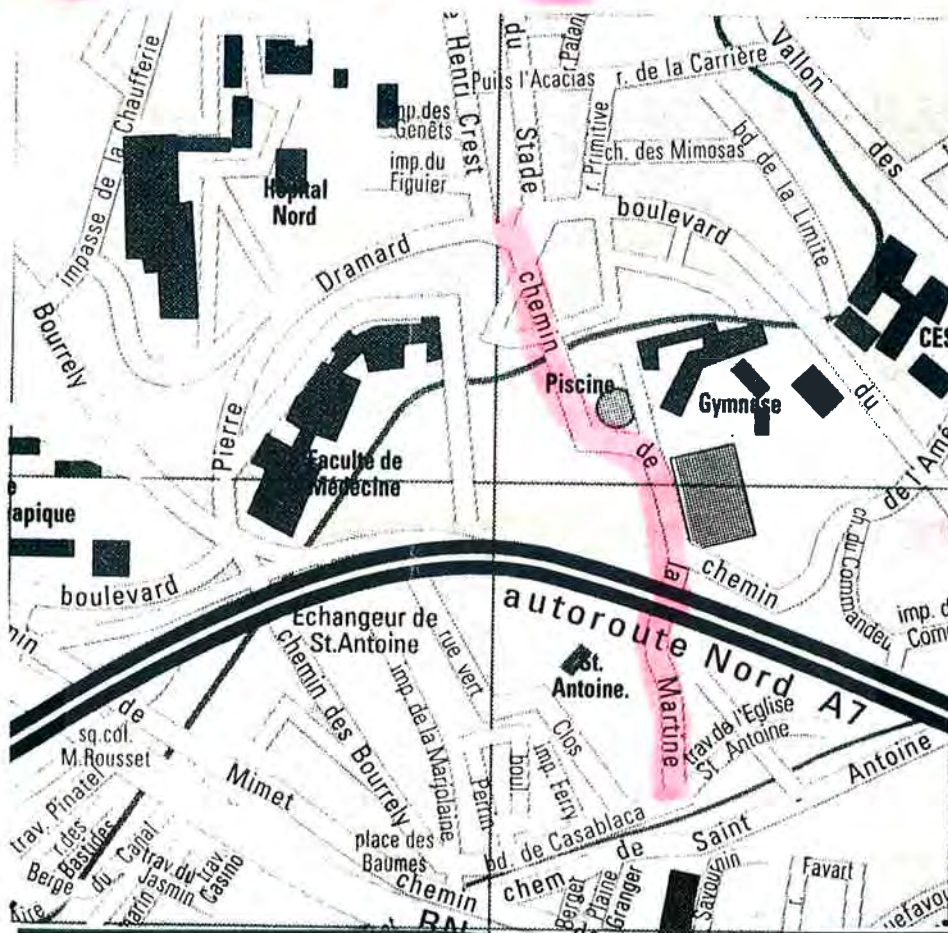 Impasse de la Chaufferie
Henri Crest
du
Stade
Puits l'Acacias
r. de la Carrière
Vallon
des
imp. du
Figuier
Genêts
r. Primitive
ch. des Mimosas
bd. de la Limite
Hôpital
Nord
boulevard
Dramard
chemin
Bourrely
CES
Piscine
Gymnase
du
Pierre
Faculté de
Médecine
de
de l'Amé
apique
la
chemin
ch. du Commandeu
boulevard
Echangeur de
St. Antoine
autoroute Nord A7
imp. d
Com
rue vert
St.
Antoine.
Martine
chemin des Bourrely
imp. de la Marjolaine
de
sq. col.
M. Rousset
Clos
trav. de l'Eglise
St. Antoine
Mimet
Perrin
boul
imp. Ferry
Antoine
trav. Pinatel
r. des
Bastides
place des
Baumes
bd. de Casablaca
Saint
Berge
du
Canal
trav. du
Jasmin
trav.
Casino
chemin
chem
de
Berger
Plaine
Granger
Favart
RN